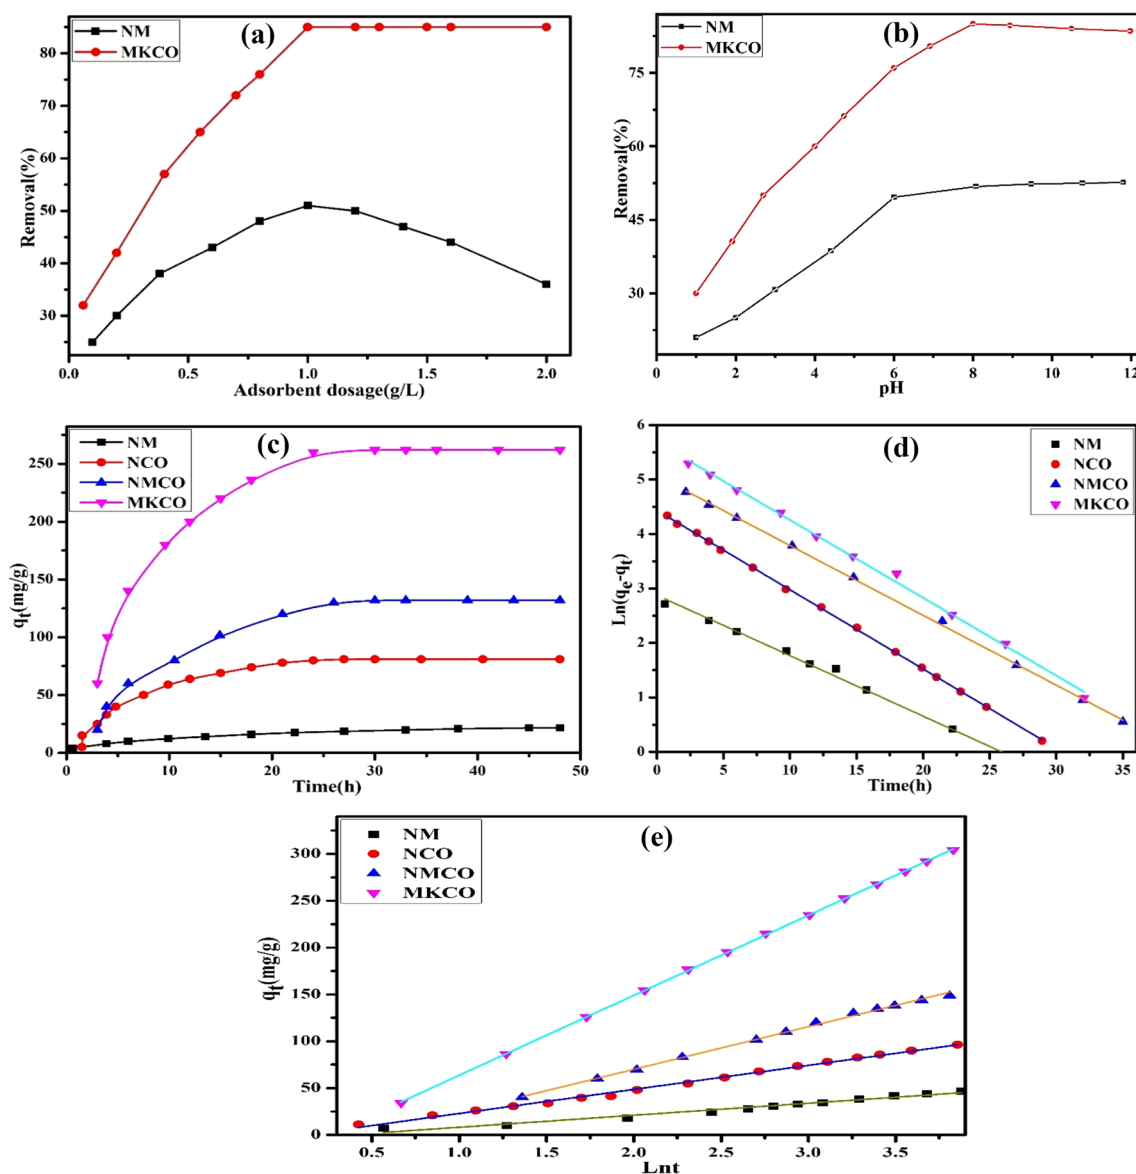 NM
MKCO
(a)
85
80
70
60
50
40
30
Removal(%)
0.0 0.5 1.0 1.5 2.0
Adsorbent dosage(g/L)
NM
MKCO
(b)
75
60
45
30
Removal(%)
0 2 4 6 8 10 12
pH
NM
NCO
NMCO
MKCO
(c)
250
200
150
100
50
0
qt(mg/g)
0 10 20 30 40 50
Time(h)
(d)
NM
NCO
NMCO
MKCO
6
5
4
3
2
1
0
Ln(qe-qt)
0 5 10 15 20 25 30 35
Time(h)
NM
NCO
NMCO
MKCO
(e)
300
250
200
150
100
50
0
qt(mg/g)
0.5 1.0 1.5 2.0 2.5 3.0 3.5
Lnt